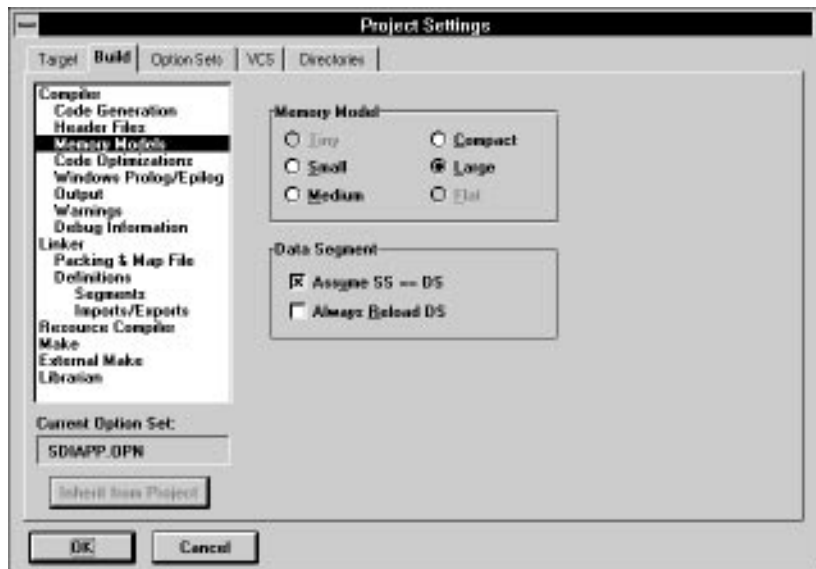 Project Settings
Target Build Option Sets VCS Directories
Compiler
Code Generation
Header Files
Memory Models
Code Optimizations
Windows Prolog/Epilog
Output
Warnings
Debug Information
Linker
Packing & Map File
Definitions
Segments
Imports/Exports
Resource Compiler
Make
External Make
Librarian
Memory Model
Tiny
Compact
Small
Large
Medium
Flat
Data Segment
Assume SS == DS
Always Reload DS
Current Option Set:
SDIAPP.OPN
Inherit from Project
OK
Cancel